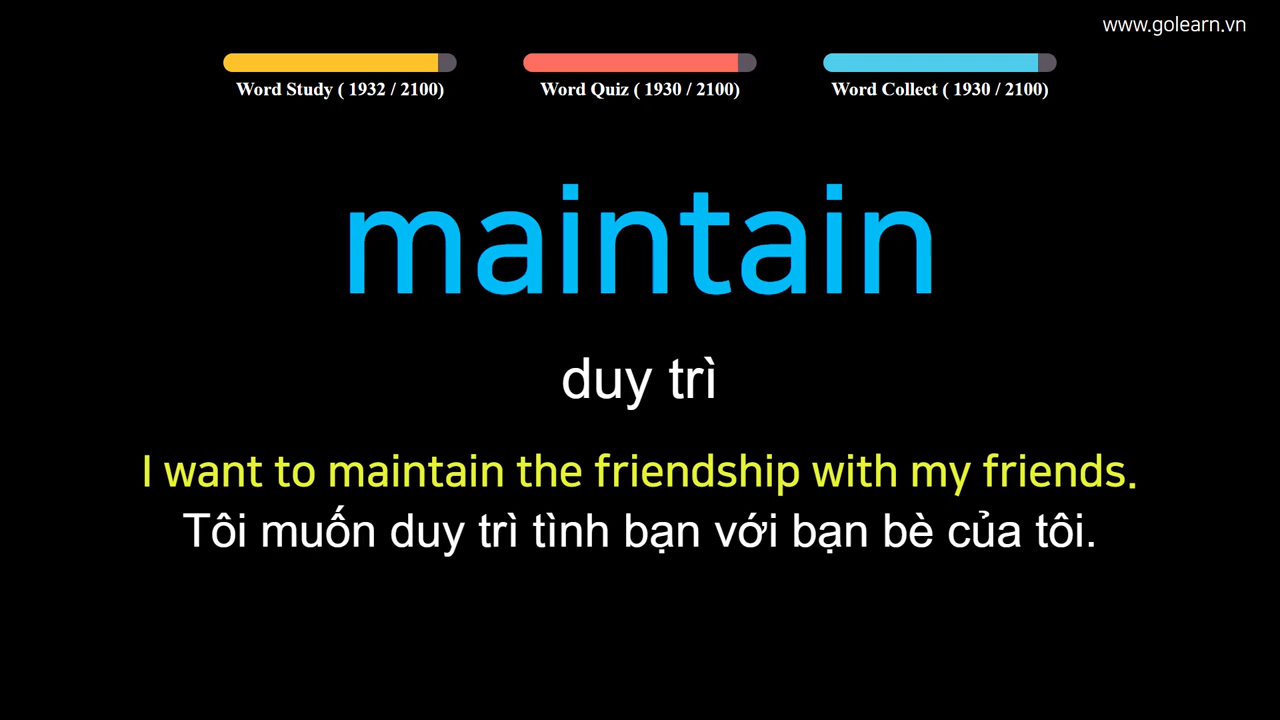 www.golearn.vn
Word Study ( 1932 / 2100)
Word Quiz ( 1930 / 2100)
Word Collect ( 1930 / 2100)
maintain
duy trì
I want to maintain the friendship with my friends.
Tôi muốn duy trì tình bạn với bạn bè của tôi.